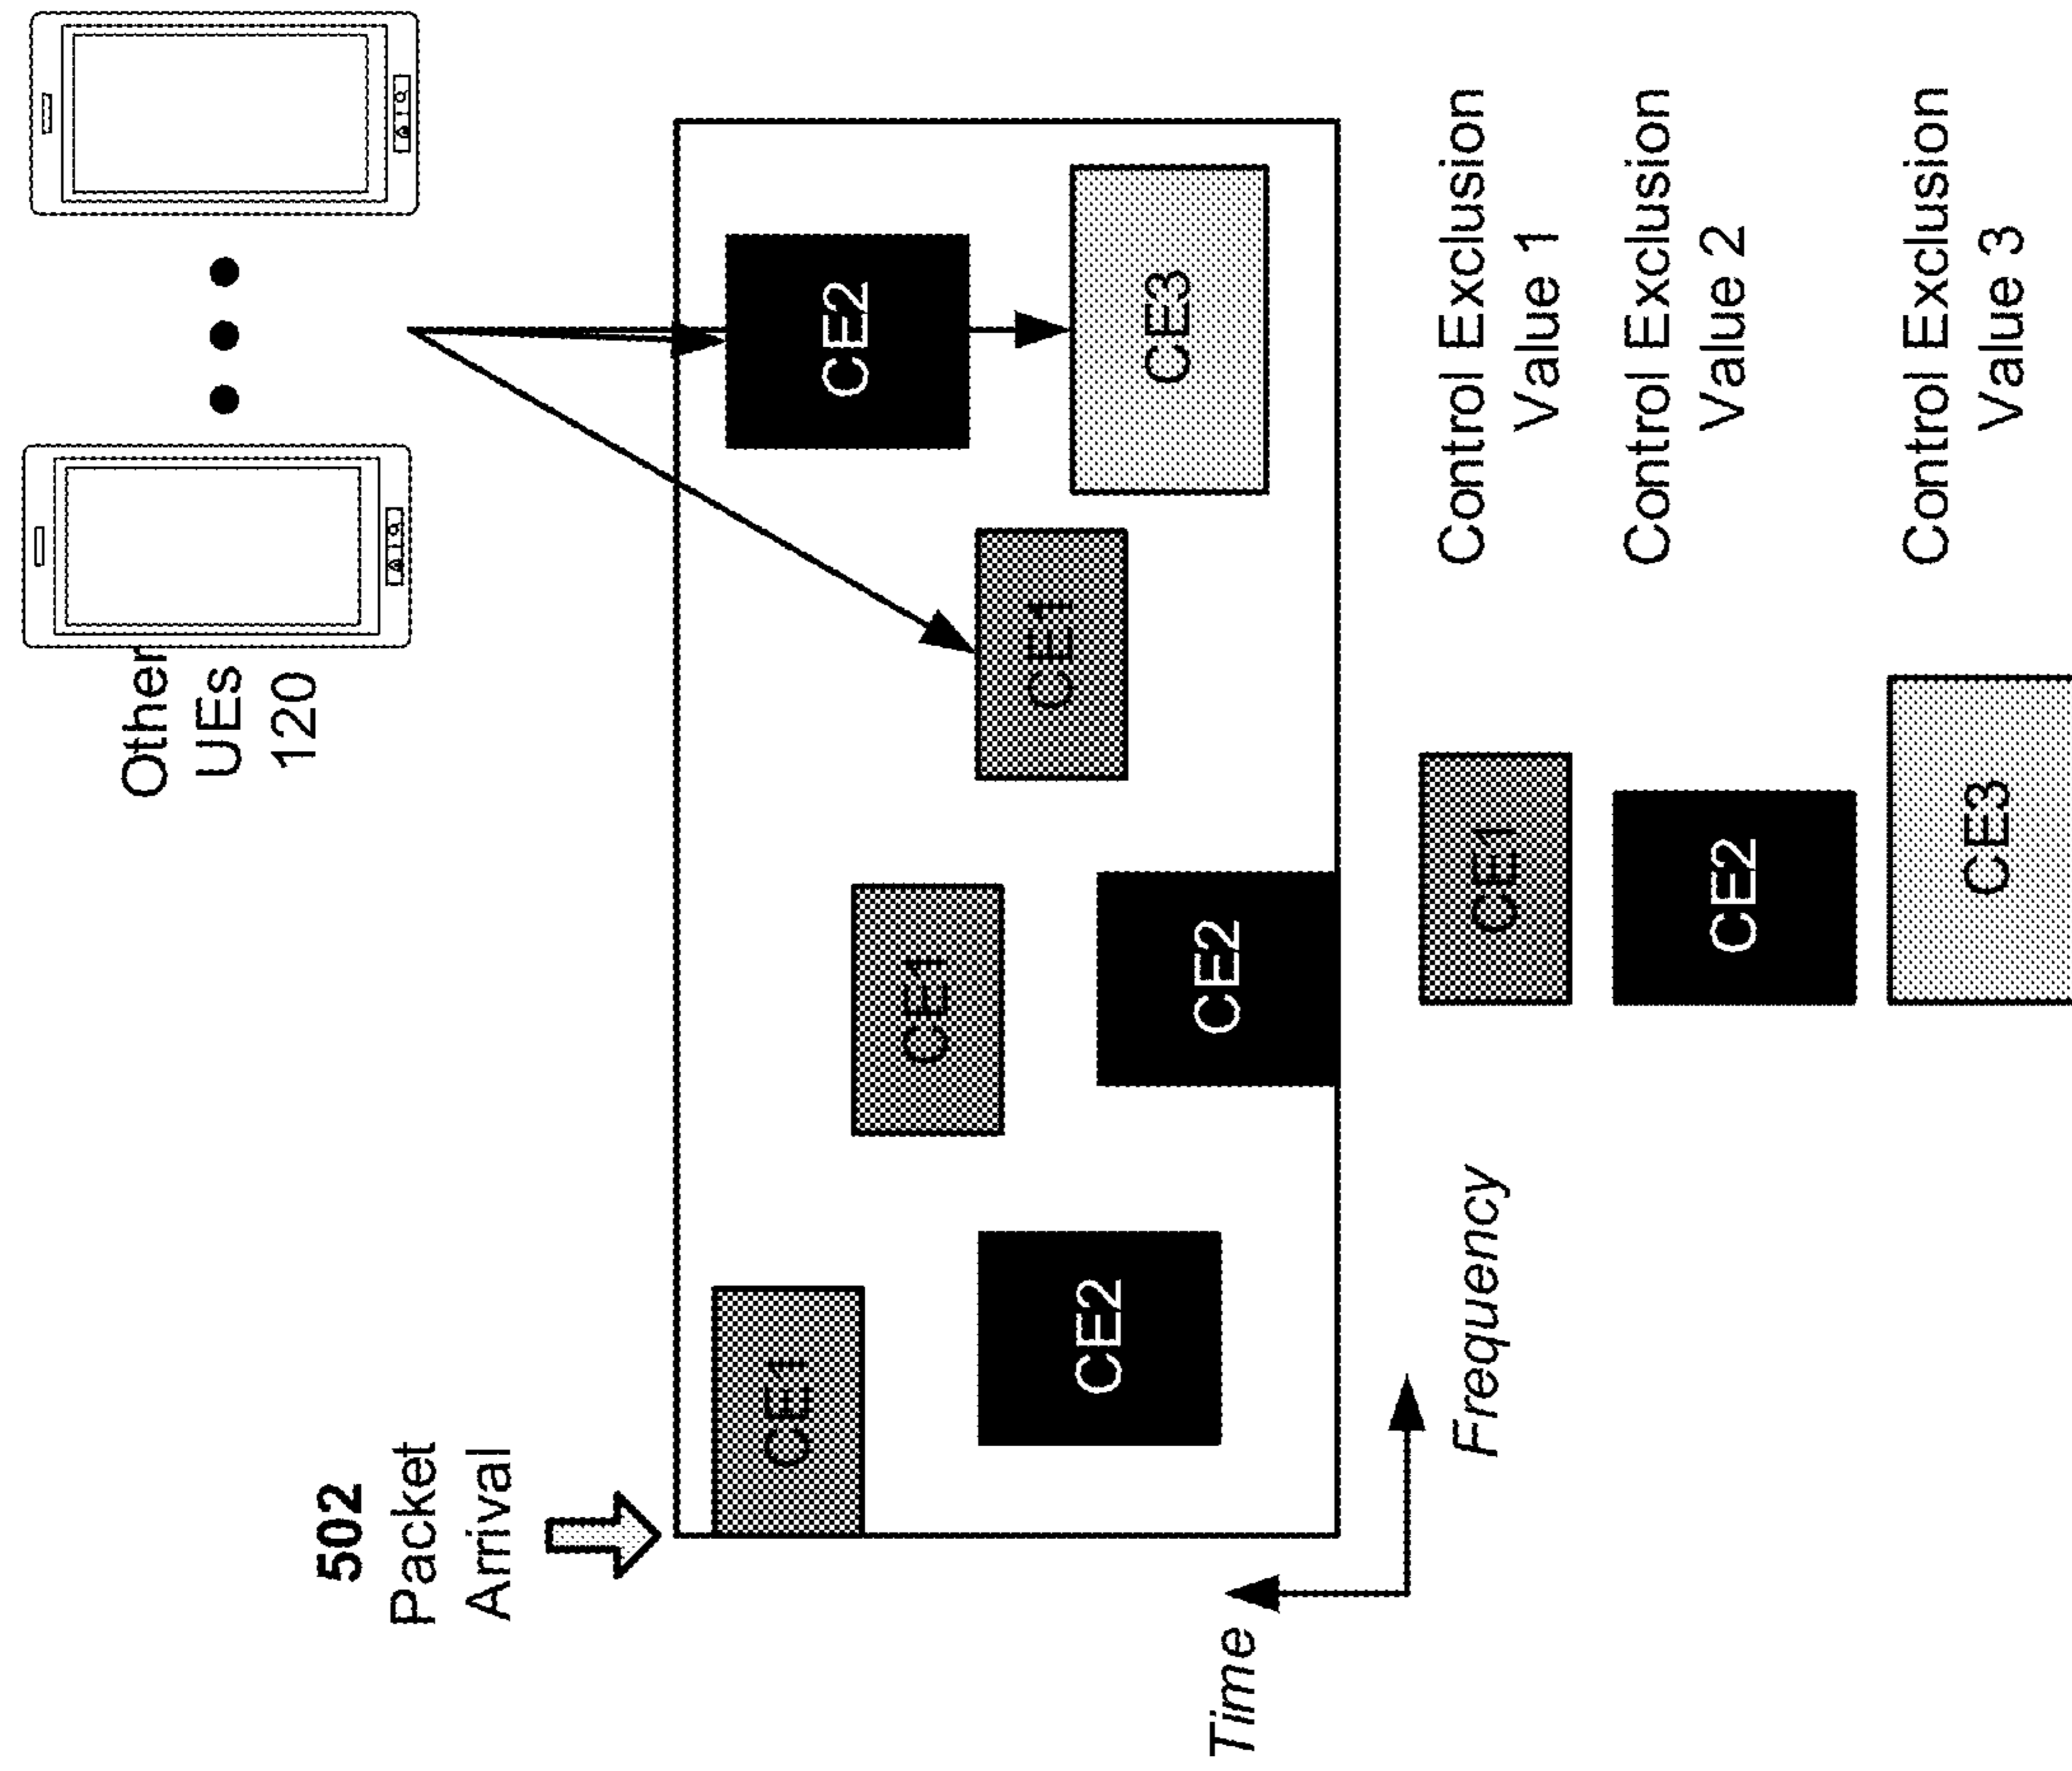 Other
UEs
120
502
Packet
Arrival
CE1
CE2
CE1
CE2
CE1
CE2
CE3
Time
Frequency
CE1
Control Exclusion
Value 1
CE2
Control Exclusion
Value 2
CE3
Control Exclusion
Value 3